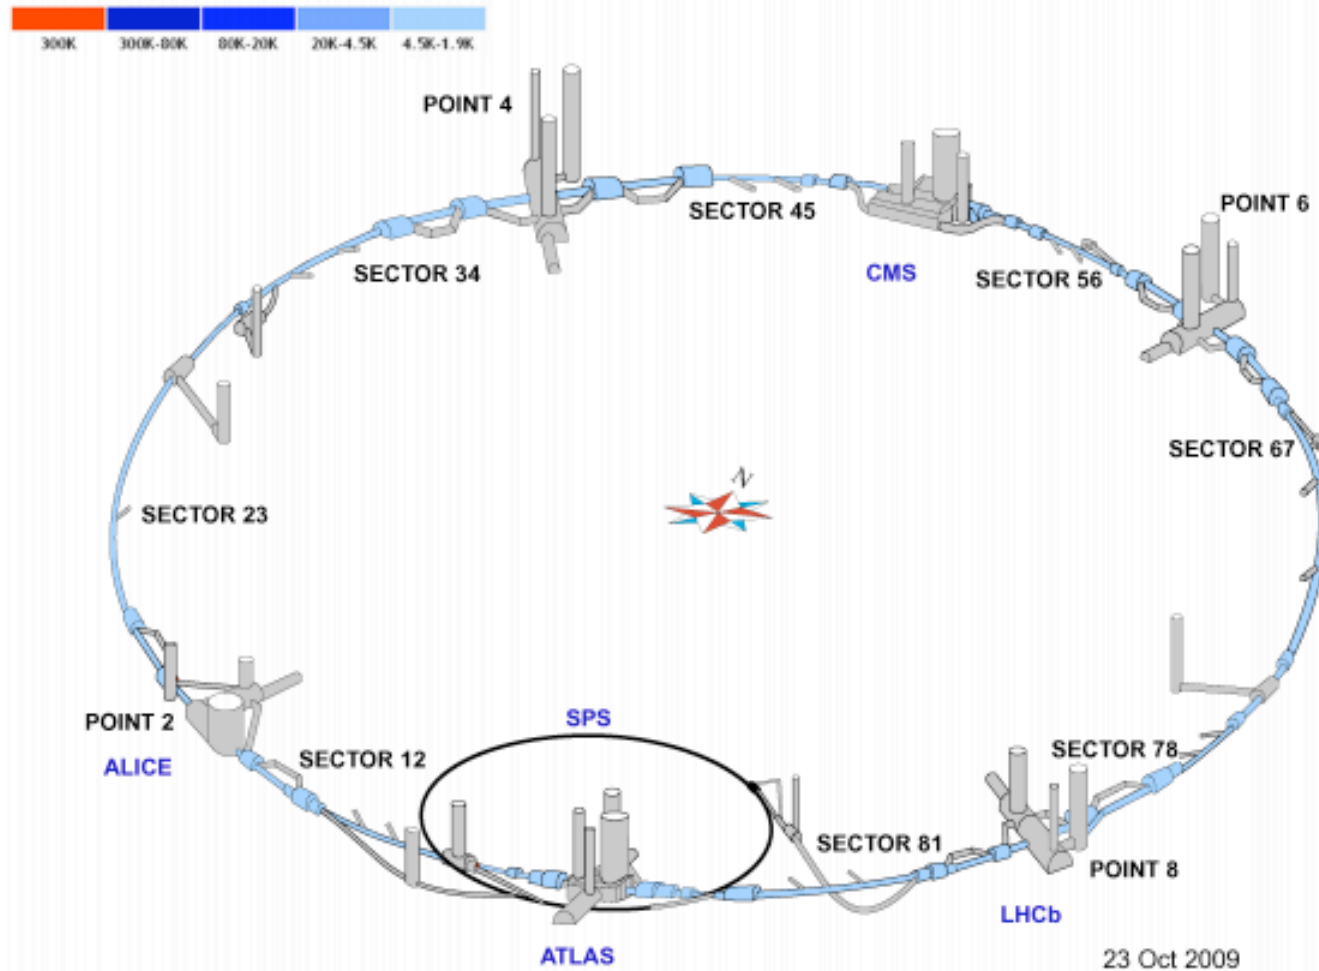 300K 300K-80K 80K-20K 20K-4.5K 4.5K-1.9K
POINT 4
SECTOR 45
POINT 6
SECTOR 34
CMS
SECTOR 56
SECTOR 67
N
SECTOR 23
POINT 2
SPS
ALICE
SECTOR 12
SECTOR 78
SECTOR 81
POINT 8
LHCb
ATLAS
23 Oct 2009